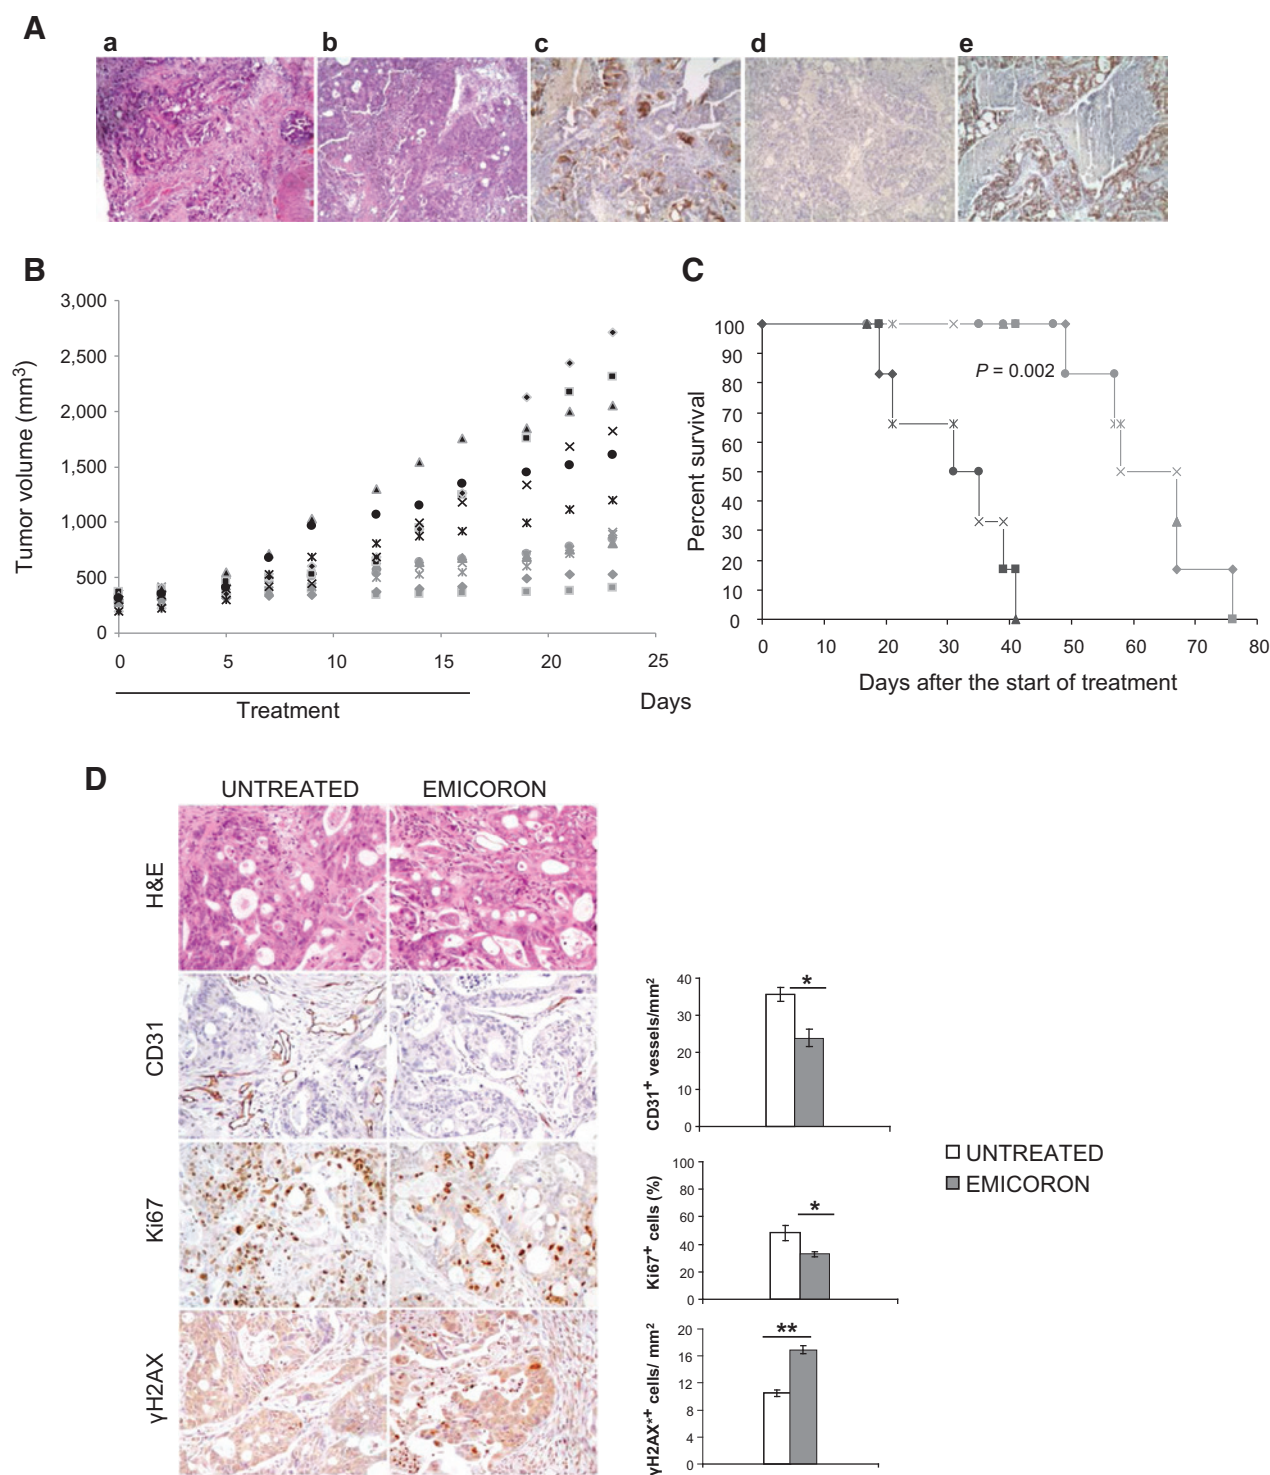 A
a b c d e
B
3,000
2,500
2,000
1,500
1,000
500
0
Tumor volume (mm³)
0 5 10 15 20 25
Treatment
Days
C
100
90
80
70
60
50
40
30
20
10
0
Percent survival
P = 0.002
0 10 20 30 40 50 60 70 80
Days after the start of treatment
D
UNTREATED EMICORON
H&E
CD31
Ki67
γH2AX
40
30
20
10
0
CD31⁺ vessels/mm²
*
100
80
60
40
20
0
Ki67⁺ cells (%)
*
20
16
12
8
4
0
γH2AX*⁺ cells/ mm²
**
UNTREATED
EMICORON